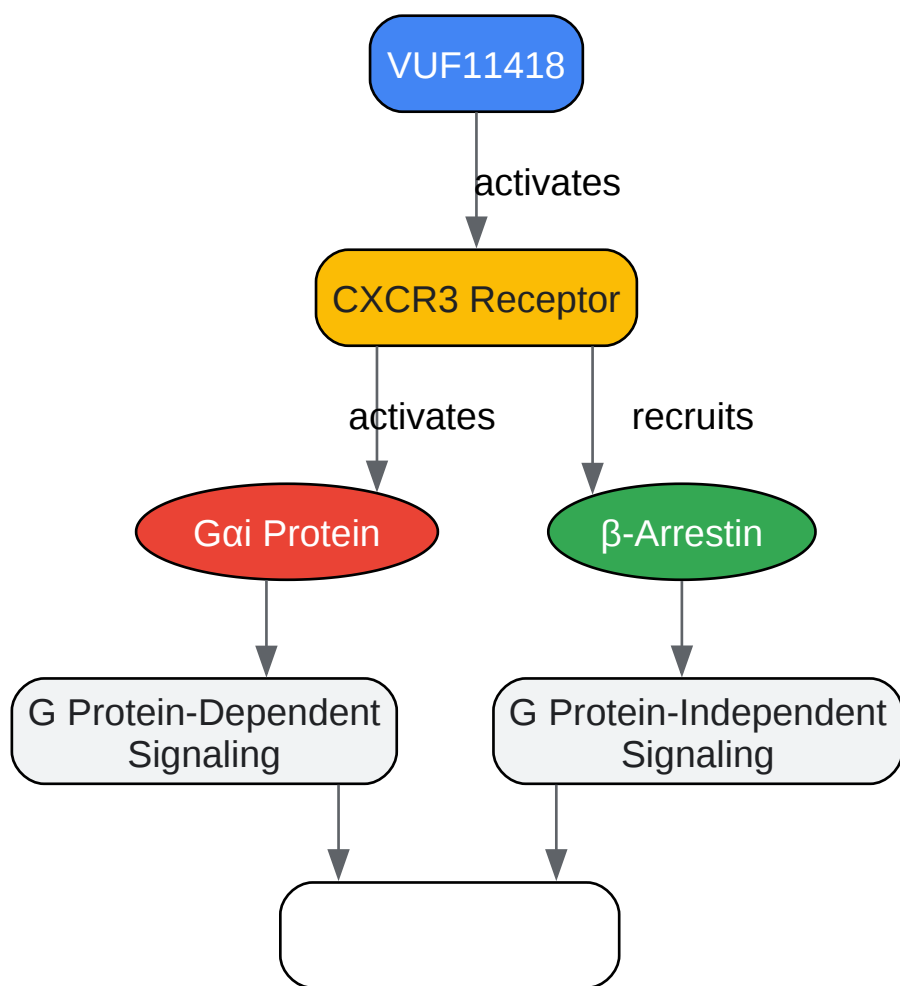 VUF11418
activates
CXCR3 Receptor
activates
recruits
Gαi Protein
β-Arrestin
G Protein-Dependent
Signaling
G Protein-Independent
Signaling